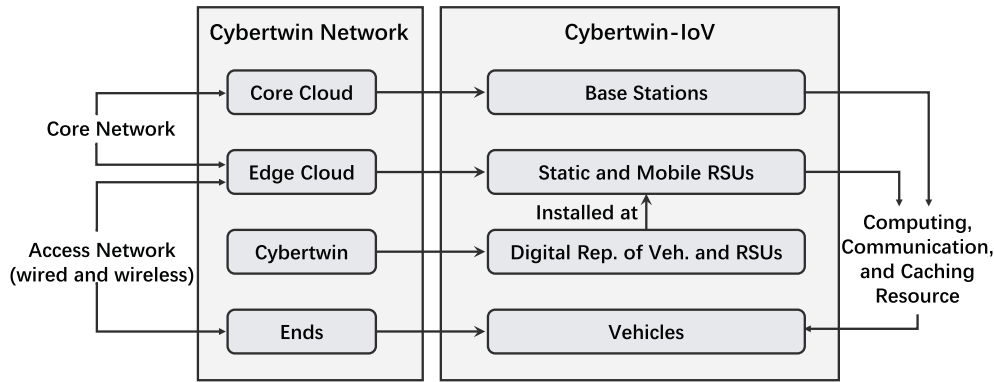 Cybertwin Network
Cybertwin-IoV
Core Cloud
Base Stations
Core Network
Edge Cloud
Static and Mobile RSUs
Installed at
Access Network
(wired and wireless)
Cybertwin
Digital Rep. of Veh. and RSUs
Computing,
Communication,
and Caching
Resource
Ends
Vehicles